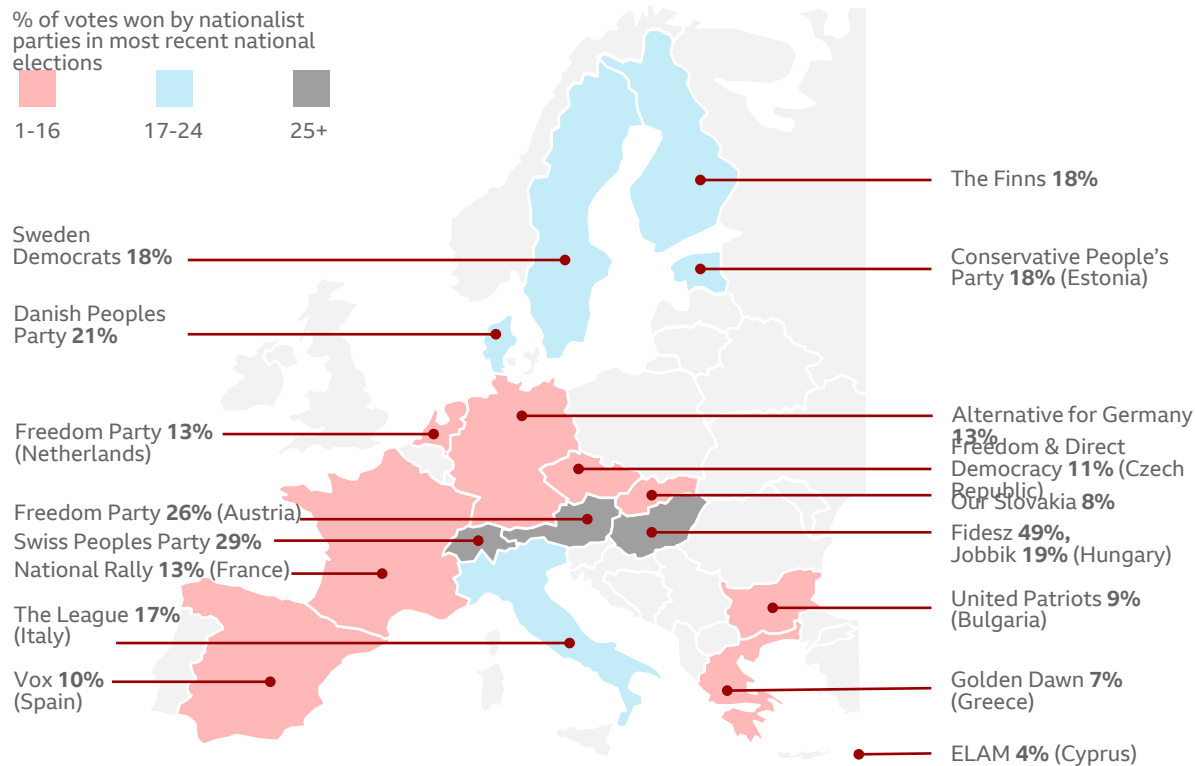 % of votes won by nationalist
parties in most recent national
elections
1-16
17-24
25+
Sweden
Democrats 18%
Danish Peoples
Party 21%
Freedom Party 13%
(Netherlands)
Freedom Party 26% (Austria)
Swiss Peoples Party 29%
National Rally 13% (France)
The League 17%
(Italy)
Vox 10%
(Spain)
The Finns 18%
Conservative People’s
Party 18% (Estonia)
Alternative for Germany
13%
Freedom & Direct
Democracy 11% (Czech
Republic)
Our Slovakia 8%
Fidesz 49%,
Jobbik 19% (Hungary)
United Patriots 9%
(Bulgaria)
Golden Dawn 7%
(Greece)
ELAM 4% (Cyprus)